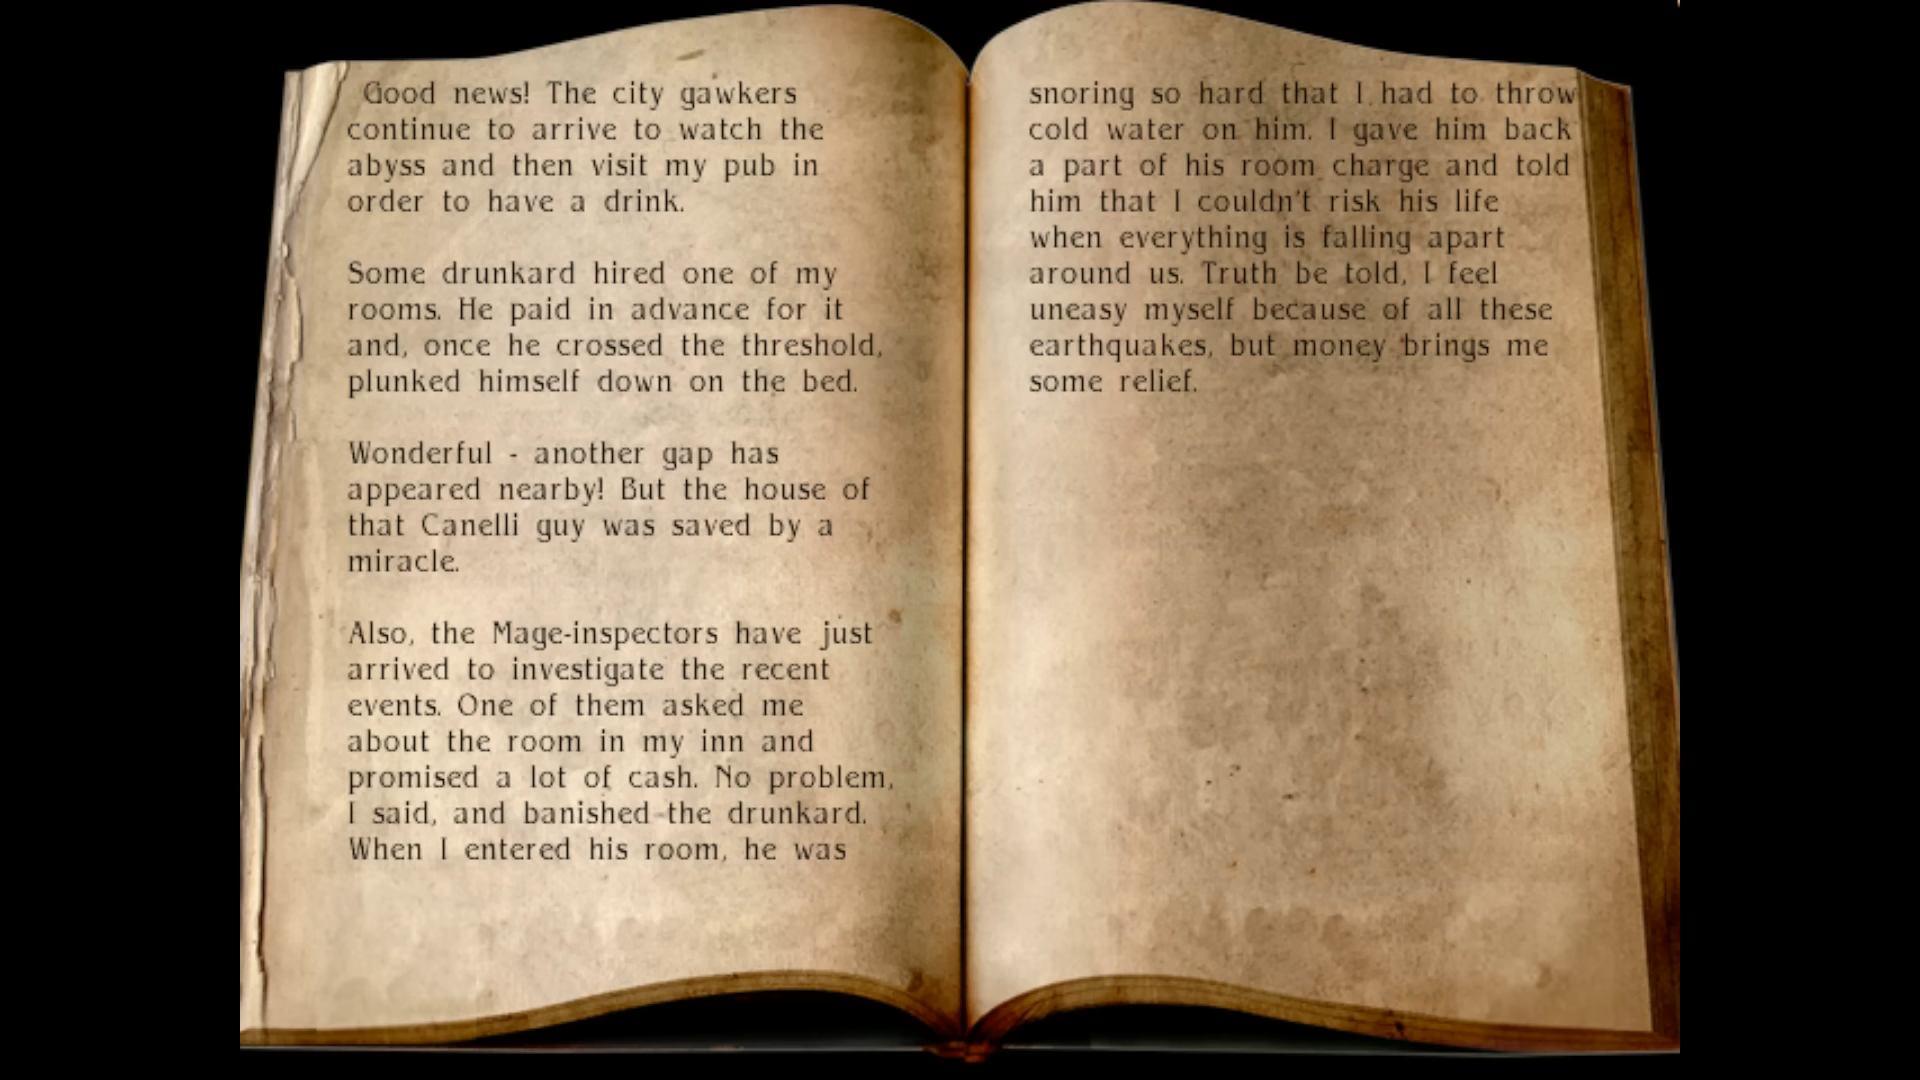 Good news! The city gawkers
continue to arrive to watch the
abyss and then visit my pub in
order to have a drink.
Some drunkard hired one of my
rooms. He paid in advance for it
and, once he crossed the threshold,
plunked himself down on the bed.
Wonderful - another gap has
appeared nearby! But the house of
that Canelli guy was saved by a
miracle.
Also, the Mage-inspectors have just
arrived to investigate the recent
events. One of them asked me
about the room in my inn and
promised a lot of cash. No problem,
I said, and banished the drunkard.
When I entered his room, he was
snoring so hard that I had to throw
cold water on him. I gave him back
a part of his room charge and told
him that I couldn't risk his life
when everything is falling apart
around us. Truth be told, I feel
uneasy myself because of all these
earthquakes, but money brings me
some relief.